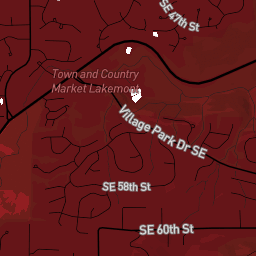 SE 47th St
Town and Country
Market Lakemont
Village Park Dr SE
SE 58th St
SE 60th St